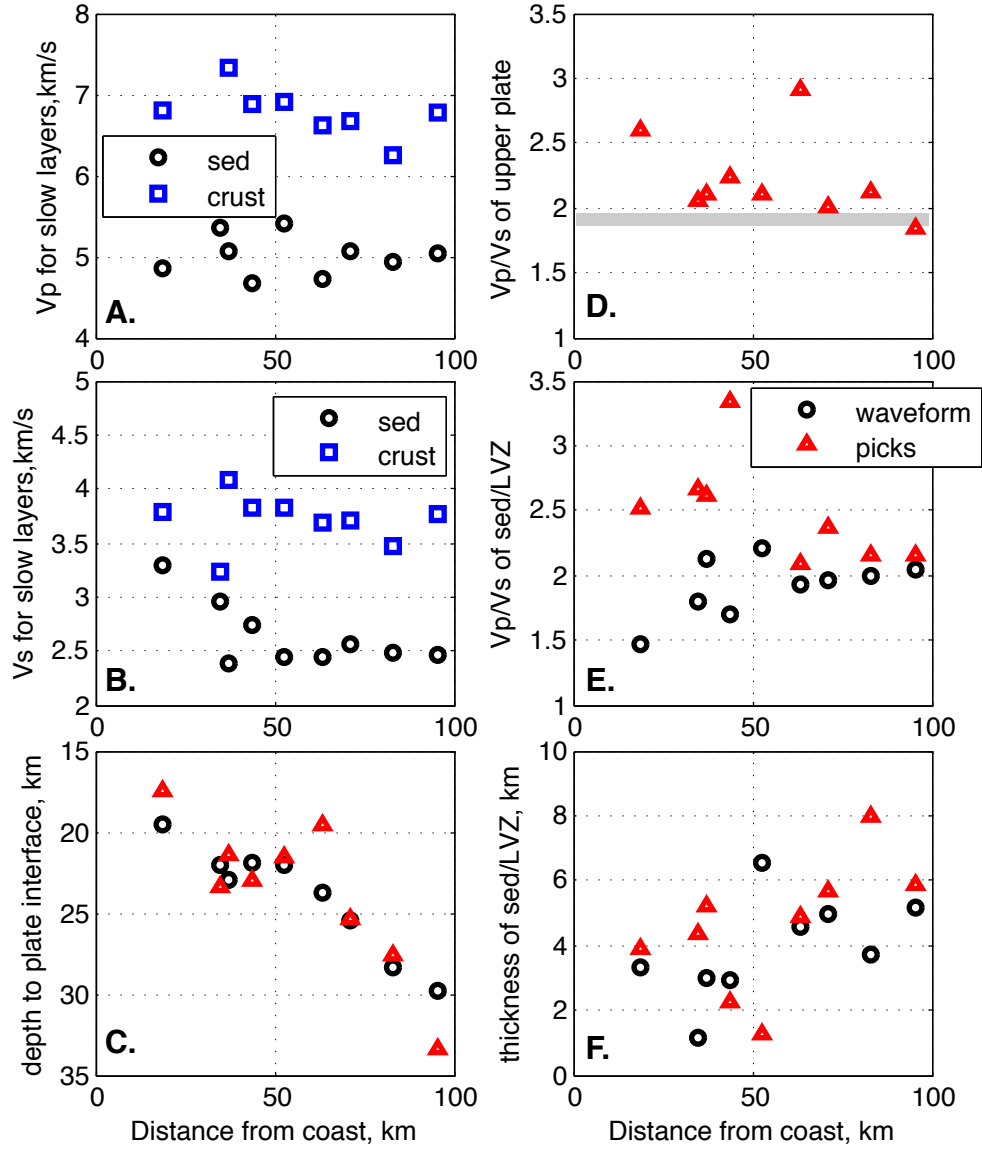 Vp for slow layers,km/s
8
7
6
5
4
sed
crust
A.
0
50
100
Vp/Vs of upper plate
3.5
3
2.5
2
1.5
1
D.
0
50
100
Vs for slow layers,km/s
5
4.5
4
3.5
3
2.5
2
sed
crust
B.
0
50
100
Vp/Vs of sed/LVZ
3.5
3
2.5
2
1.5
1
waveform
picks
E.
0
50
100
depth to plate interface, km
15
20
25
30
35
C.
0
50
100
Distance from coast, km
thickness of sed/LVZ, km
10
8
6
4
2
0
F.
0
50
100
Distance from coast, km